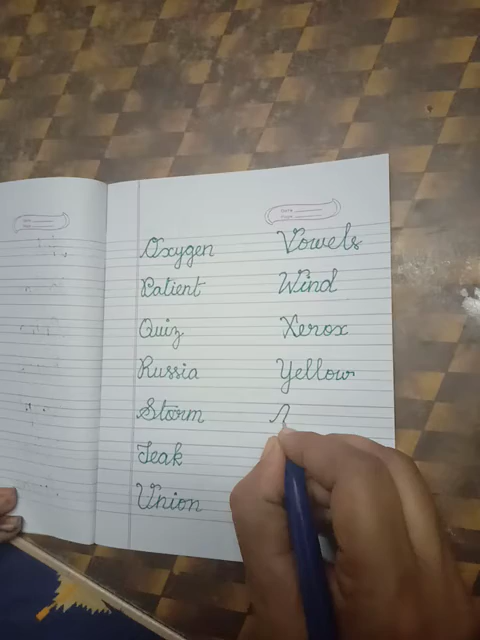 Oxygen
Patient
Quiz
Russia
Storm
Teak
Union
Vowels
Wind
Xerox
Yellow